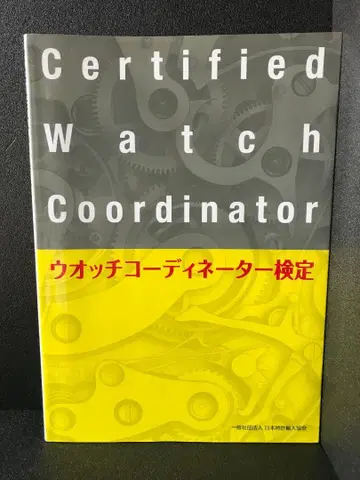 Certified
Watch
Coordinator
ウオッチコーディネーター検定
一般社団法人 日本時計輸入協会